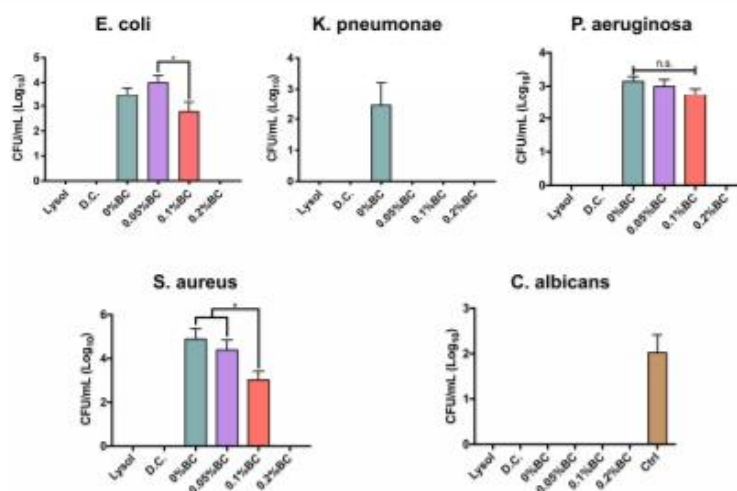 E. coli
CFU/mL (Log10)
5
4
3
2
1
0
*
Lysol
D.C.
0%BC
0.05%BC
0.1%BC
0.2%BC
K. pneumonae
CFU/mL (Log10)
4
3
2
1
0
Lysol
D.C.
0%BC
0.05%BC
0.1%BC
0.2%BC
P. aeruginosa
CFU/mL (Log10)
4
3
2
1
0
n.s.
Lysol
D.C.
0%BC
0.05%BC
0.1%BC
0.2%BC
S. aureus
CFU/mL (Log10)
6
4
2
0
*
Lysol
D.C.
0%BC
0.05%BC
0.1%BC
0.2%BC
C. albicans
CFU/mL (Log10)
3
2
1
0
Lysol
D.C.
0%BC
0.05%BC
0.1%BC
0.2%BC
Ctrl